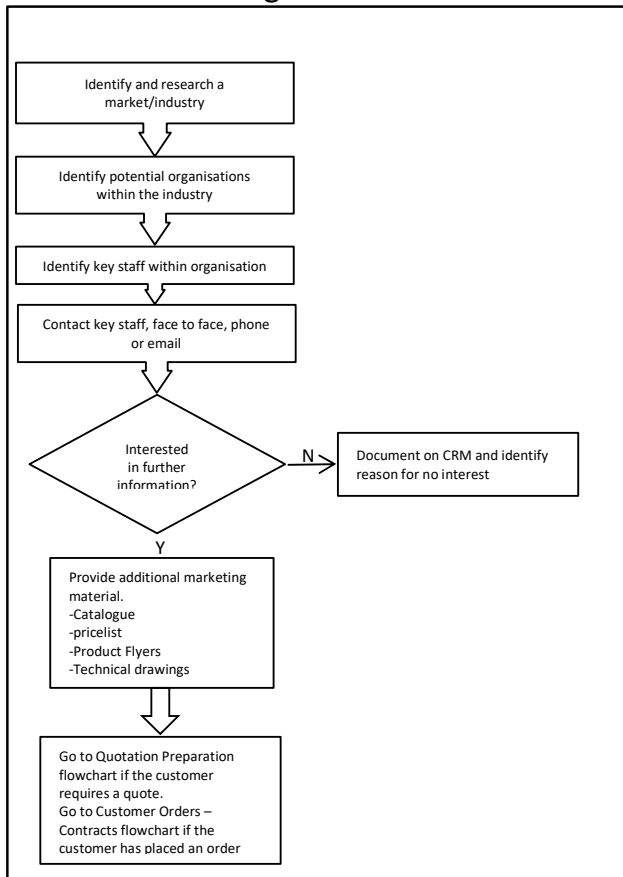 Identify and research a
market/industry
Identify potential organisations
within the industry
Identify key staff within organisation
Contact key staff, face to face, phone
or email
Interested
in further
information?
N
Document on CRM and identify
reason for no interest
Y
Provide additional marketing
material.
-Catalogue
-pricelist
-Product Flyers
-Technical drawings
Go to Quotation Preparation
flowchart if the customer
requires a quote.
Go to Customer Orders –
Contracts flowchart if the
customer has placed an order